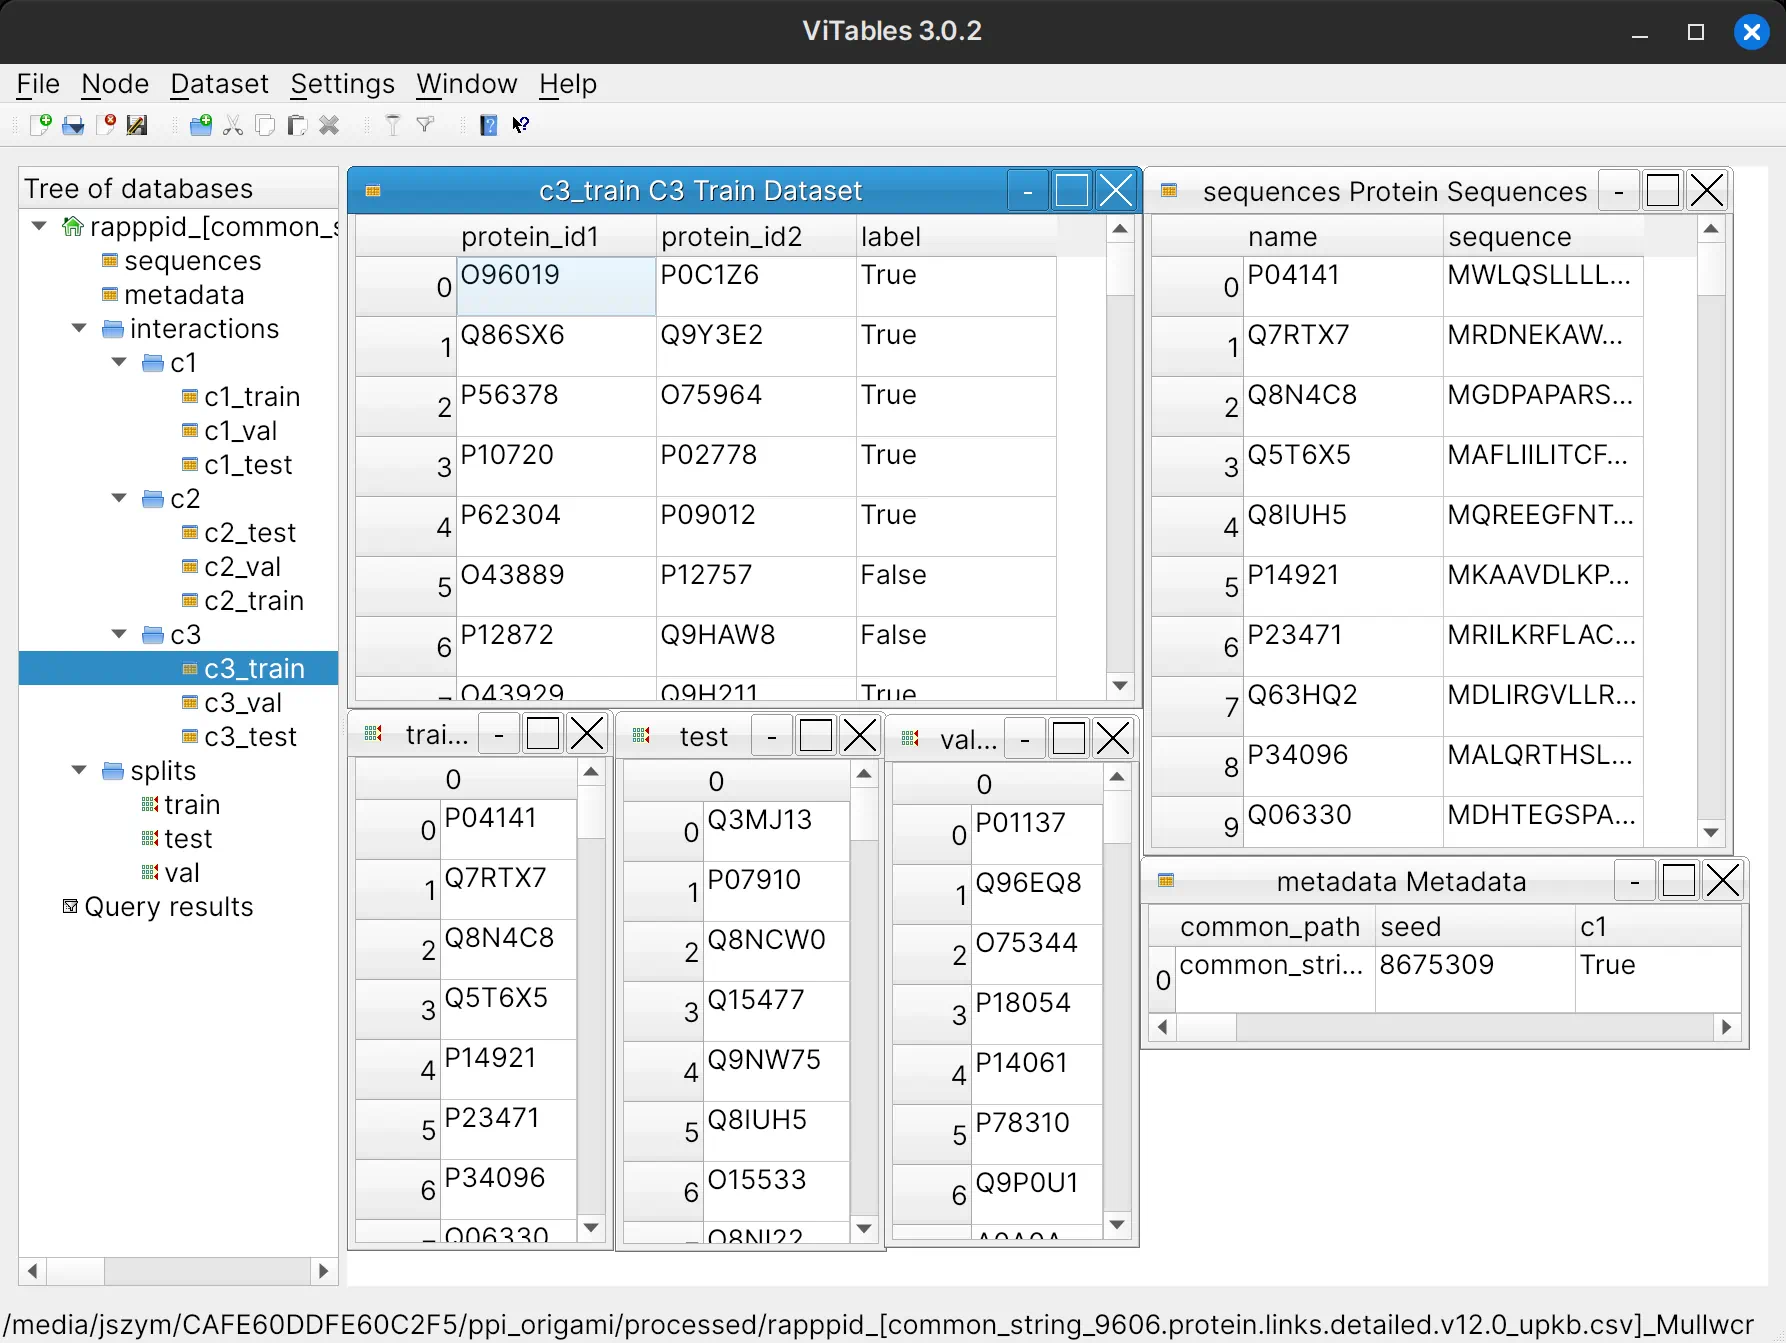 ViTables 3.0.2
File Node Dataset Settings Window Help
Tree of databases
rapppid_[common_s
sequences
metadata
interactions
c1
c1_train
c1_val
c1_test
c2
c2_test
c2_val
c2_train
c3
c3_train
c3_val
c3_test
splits
train
test
val
Query results
c3_train C3 Train Dataset
protein_id1 protein_id2 label
0 O96019 P0C1Z6 True
1 Q86SX6 Q9Y3E2 True
2 P56378 O75964 True
3 P10720 P02778 True
4 P62304 P09012 True
5 O43889 P12757 False
6 P12872 Q9HAW8 False
O43929 Q9H211 True
sequences Protein Sequences
name sequence
0 P04141 MWLQSLLLL...
1 Q7RTX7 MRDNEKAW...
2 Q8N4C8 MGDPAPARS...
3 Q5T6X5 MAFLIILITCF...
4 Q8IUH5 MQREEGFNT...
5 P14921 MKAAVDLKP...
6 P23471 MRILKRFLAC...
7 Q63HQ2 MDLIRGVLLR...
8 P34096 MALQRTHSL...
9 Q06330 MDHTEGSPA...
trai...
0
0 P04141
1 Q7RTX7
2 Q8N4C8
3 Q5T6X5
4 P14921
5 P23471
6 P34096
Q06330
test
0
0 Q3MJ13
1 P07910
2 Q8NCW0
3 Q15477
4 Q9NW75
5 Q8IUH5
6 O15533
Q8NI22
val...
0
0 P01137
1 Q96EQ8
2 O75344
3 P18054
4 P14061
5 P78310
6 Q9P0U1
metadata Metadata
common_path seed c1
0 common_stri... 8675309 True
/media/jszym/CAFE60DDFE60C2F5/ppi_origami/processed/rapppid_[common_string_9606.protein.links.detailed.v12.0_upkb.csv]_Mullwcr